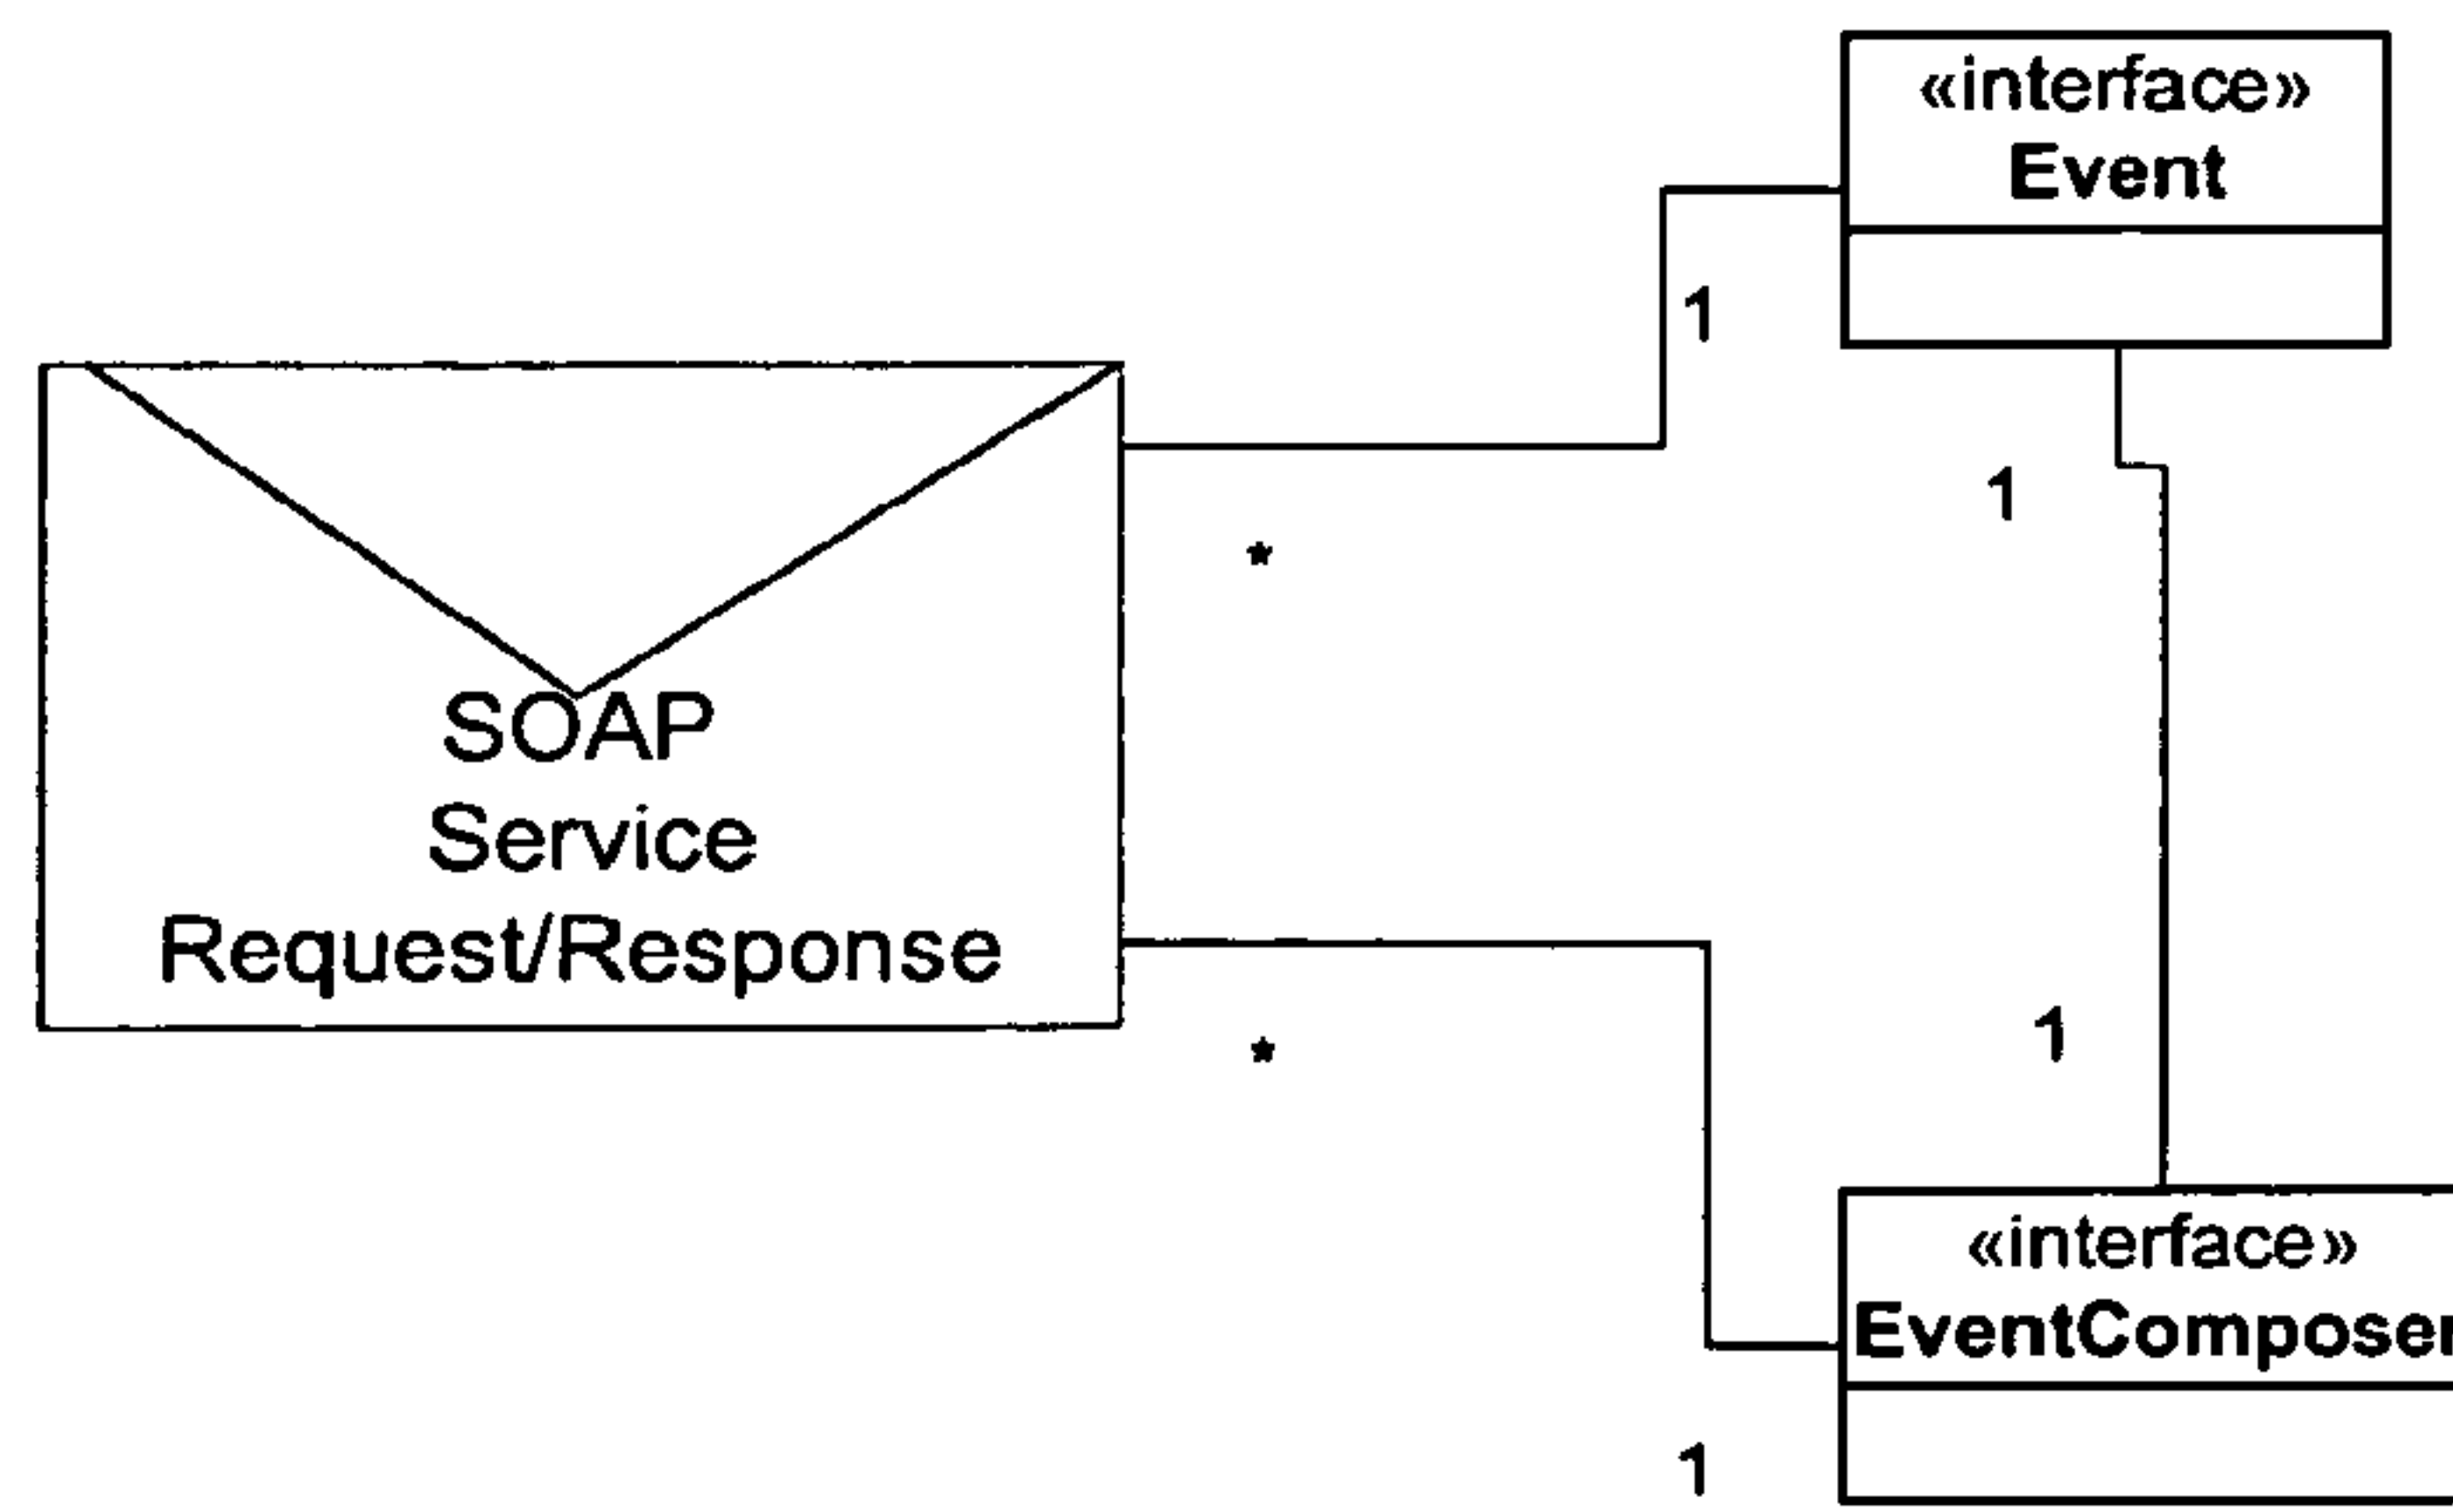 «interface»
Event
1
1
*
SOAP
Service
Request/Response
*
1
«interface»
EventComposer
1